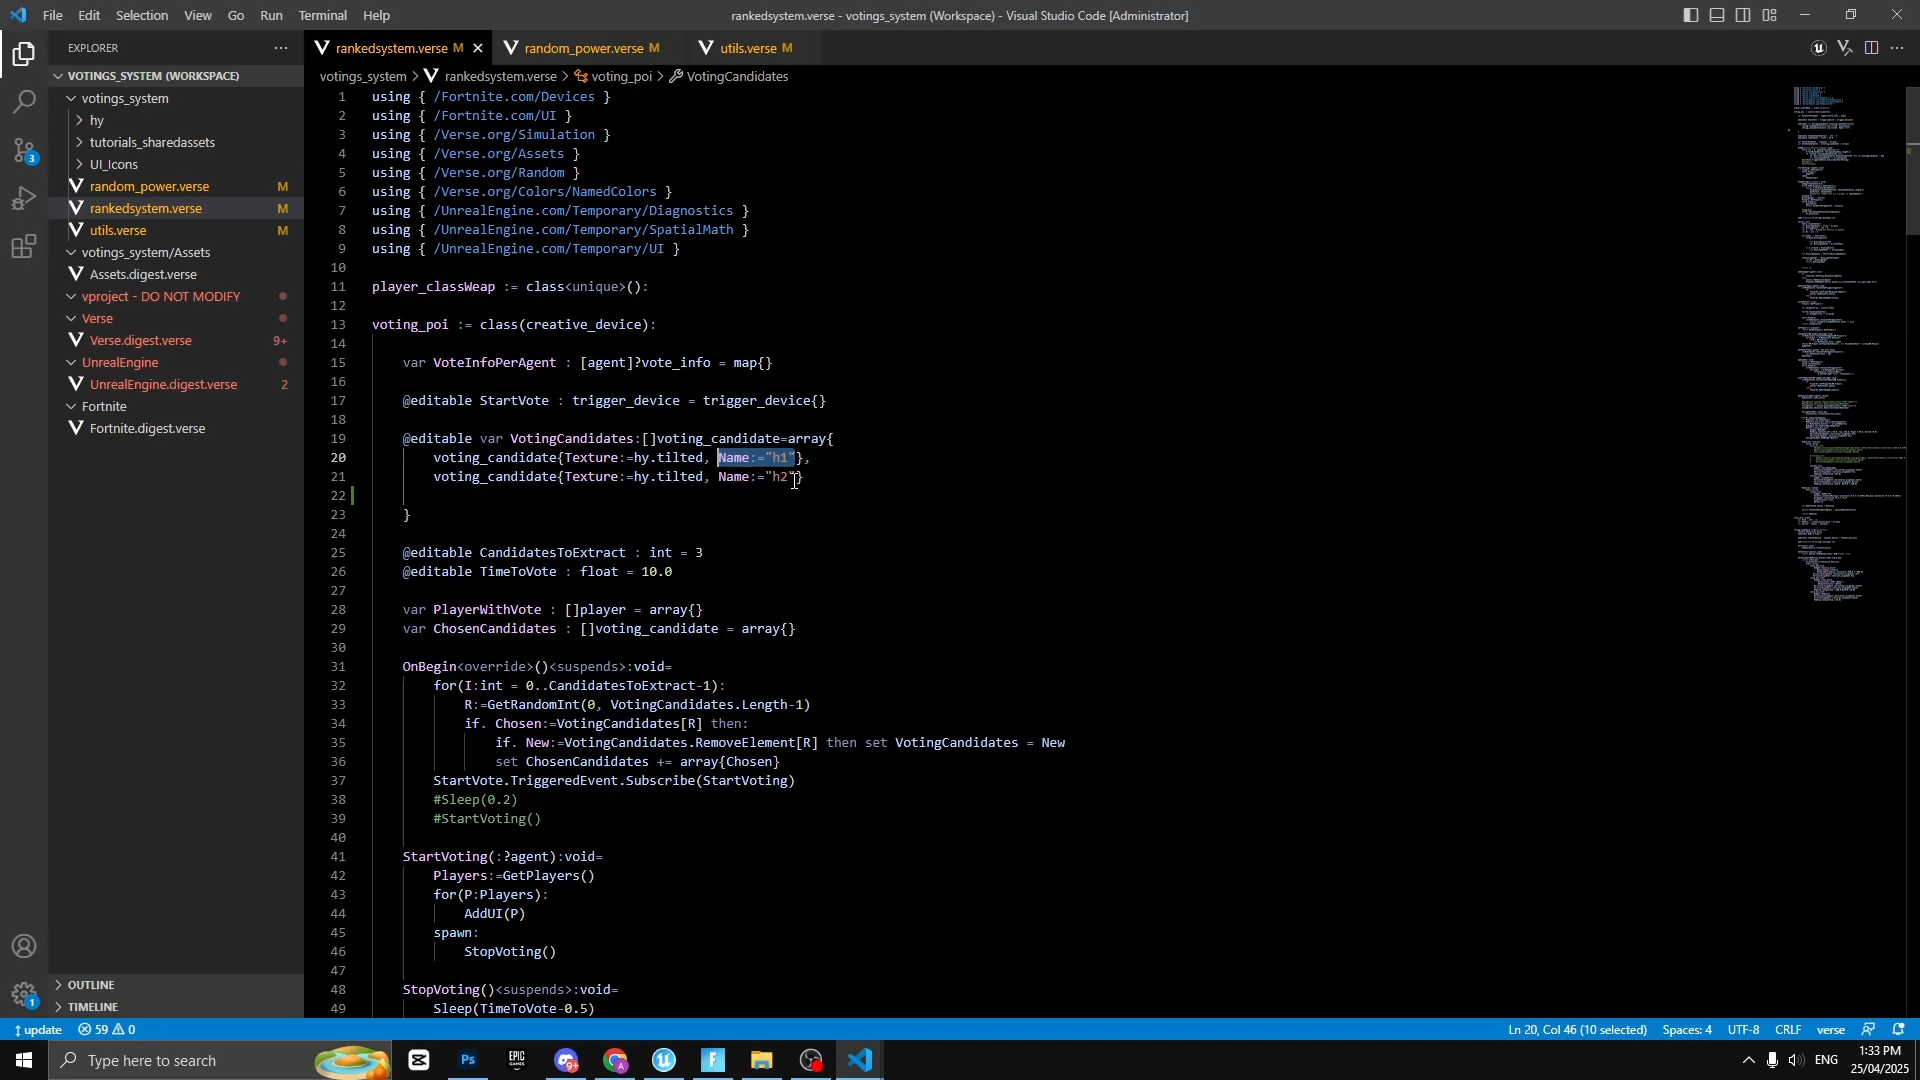 File Edit Selection View Go Run Terminal Help
rankedsystem.verse - votings_system (Workspace) - Visual Studio Code [Administrator]
EXPLORER
VOTINGS_SYSTEM (WORKSPACE)
votings_system
hy
tutorials_sharedassets
UI_Icons
random_power.verse M
rankedsystem.verse M
utils.verse M
votings_system/Assets
Assets.digest.verse
vproject - DO NOT MODIFY
Verse
Verse.digest.verse 9+
UnrealEngine
UnrealEngine.digest.verse 2
Fortnite
Fortnite.digest.verse
OUTLINE
TIMELINE
3
1
rankedsystem.verse M random_power.verse M utils.verse M
votings_system > rankedsystem.verse > voting_poi > VotingCandidates
1 using { /Fortnite.com/Devices }
2 using { /Fortnite.com/UI }
3 using { /Verse.org/Simulation }
4 using { /Verse.org/Assets }
5 using { /Verse.org/Random }
6 using { /Verse.org/Colors/NamedColors }
7 using { /UnrealEngine.com/Temporary/Diagnostics }
8 using { /UnrealEngine.com/Temporary/SpatialMath }
9 using { /UnrealEngine.com/Temporary/UI }
10
11 player_classWeap := class<unique>():
12
13 voting_poi := class(creative_device):
14
15 var VoteInfoPerAgent : [agent]?vote_info = map{}
16
17 @editable StartVote : trigger_device = trigger_device{}
18
19 @editable var VotingCandidates:[]voting_candidate=array{
20 voting_candidate{Texture:=hy.tilted, Name:="h1"},
21 voting_candidate{Texture:=hy.tilted, Name:="h2"}
22
23 }
24
25 @editable CandidatesToExtract : int = 3
26 @editable TimeToVote : float = 10.0
27
28 var PlayerWithVote : []player = array{}
29 var ChosenCandidates : []voting_candidate = array{}
30
31 OnBegin<override>()<suspends>:void=
32 for(I:int = 0..CandidatesToExtract-1):
33 R:=GetRandomInt(0, VotingCandidates.Length-1)
34 if. Chosen:=VotingCandidates[R] then:
35 if. New:=VotingCandidates.RemoveElement[R] then set VotingCandidates = New
36 set ChosenCandidates += array{Chosen}
37 StartVote.TriggeredEvent.Subscribe(StartVoting)
38 #Sleep(0.2)
39 #StartVoting()
40
41 StartVoting(:?agent):void=
42 Players:=GetPlayers()
43 for(P:Players):
44 AddUI(P)
45 spawn:
46 StopVoting()
47
48 StopVoting()<suspends>:void=
49 Sleep(TimeToVote-0.5)
update 59 0
Ln 20, Col 46 (10 selected) Spaces: 4 UTF-8 CRLF verse
Type here to search
Ps
EPIC GAMES
9+
ENG
1:33 PM
25/04/2025